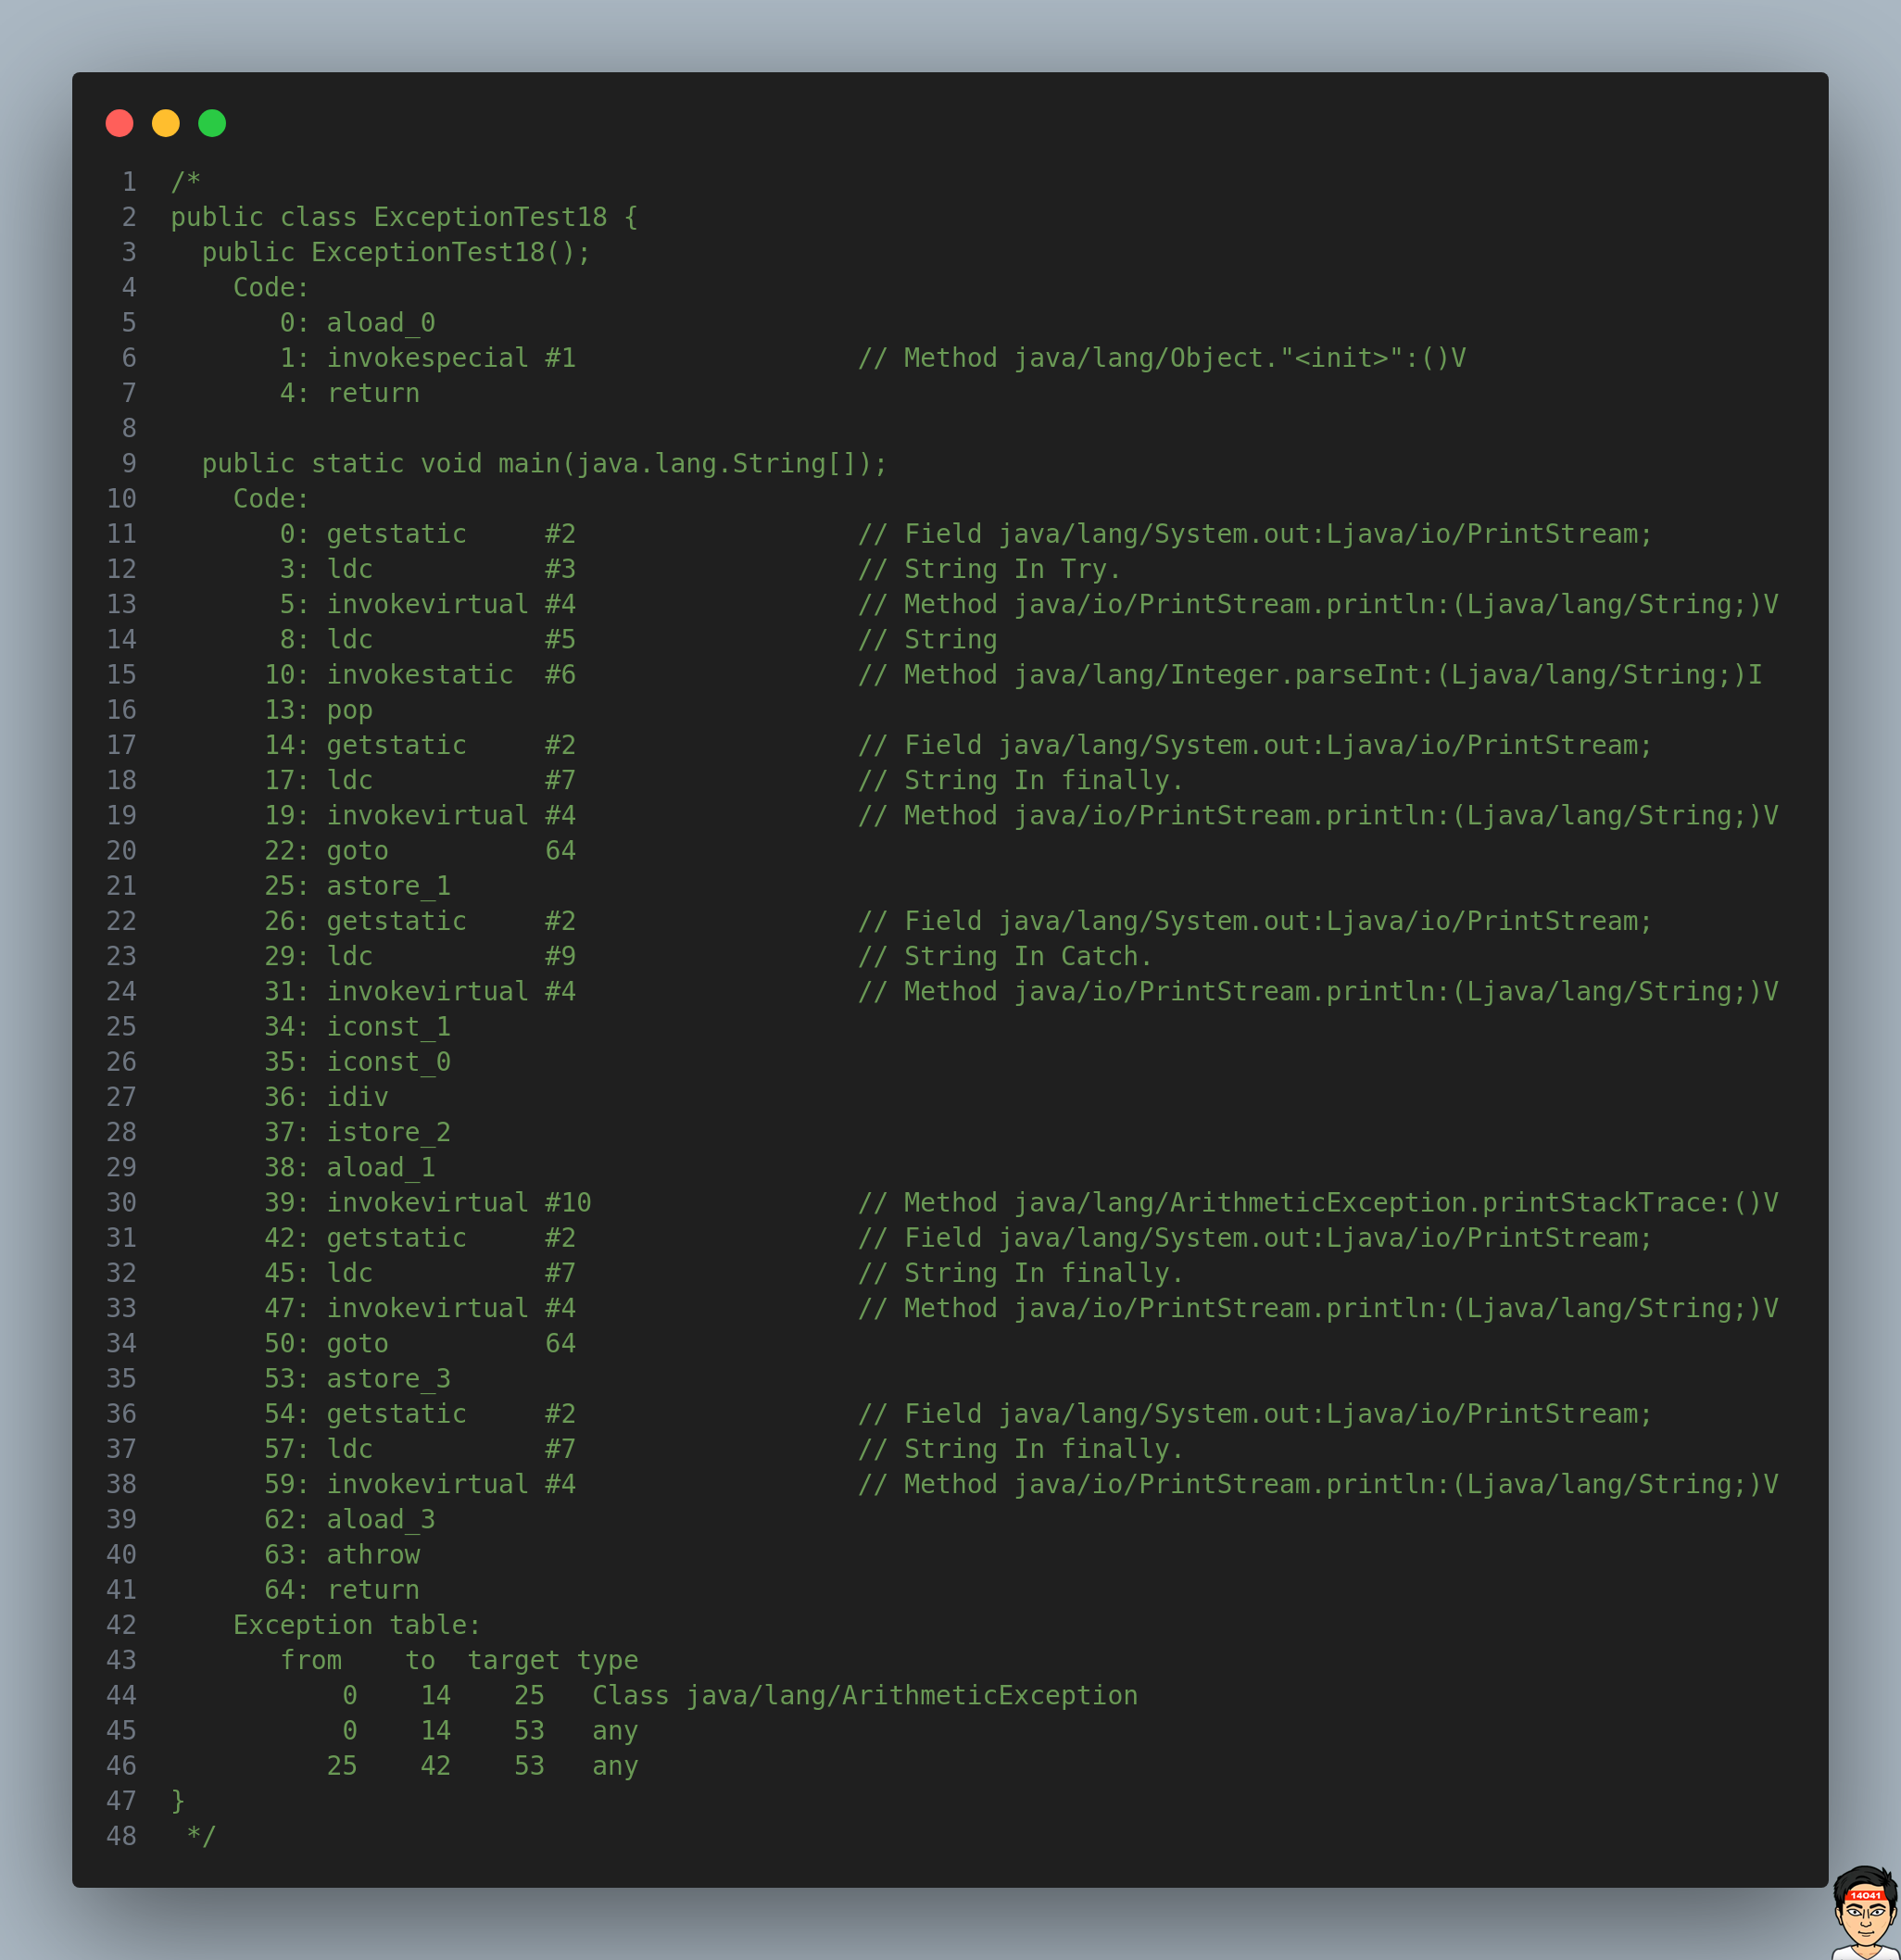 1 /*
2 public class ExceptionTest18 {
3   public ExceptionTest18();
4     Code:
5        0: aload_0
6        1: invokespecial #1                  // Method java/lang/Object."<init>":()V
7        4: return
8
9   public static void main(java.lang.String[]);
10     Code:
11        0: getstatic     #2                  // Field java/lang/System.out:Ljava/io/PrintStream;
12        3: ldc           #3                  // String In Try.
13        5: invokevirtual #4                  // Method java/io/PrintStream.println:(Ljava/lang/String;)V
14        8: ldc           #5                  // String
15       10: invokestatic  #6                  // Method java/lang/Integer.parseInt:(Ljava/lang/String;)I
16       13: pop
17       14: getstatic     #2                  // Field java/lang/System.out:Ljava/io/PrintStream;
18       17: ldc           #7                  // String In finally.
19       19: invokevirtual #4                  // Method java/io/PrintStream.println:(Ljava/lang/String;)V
20       22: goto          64
21       25: astore_1
22       26: getstatic     #2                  // Field java/lang/System.out:Ljava/io/PrintStream;
23       29: ldc           #9                  // String In Catch.
24       31: invokevirtual #4                  // Method java/io/PrintStream.println:(Ljava/lang/String;)V
25       34: iconst_1
26       35: iconst_0
27       36: idiv
28       37: istore_2
29       38: aload_1
30       39: invokevirtual #10                 // Method java/lang/ArithmeticException.printStackTrace:()V
31       42: getstatic     #2                  // Field java/lang/System.out:Ljava/io/PrintStream;
32       45: ldc           #7                  // String In finally.
33       47: invokevirtual #4                  // Method java/io/PrintStream.println:(Ljava/lang/String;)V
34       50: goto          64
35       53: astore_3
36       54: getstatic     #2                  // Field java/lang/System.out:Ljava/io/PrintStream;
37       57: ldc           #7                  // String In finally.
38       59: invokevirtual #4                  // Method java/io/PrintStream.println:(Ljava/lang/String;)V
39       62: aload_3
40       63: athrow
41       64: return
42     Exception table:
43        from    to  target type
44            0    14    25   Class java/lang/ArithmeticException
45            0    14    53   any
46           25    42    53   any
47 }
48  */
14041